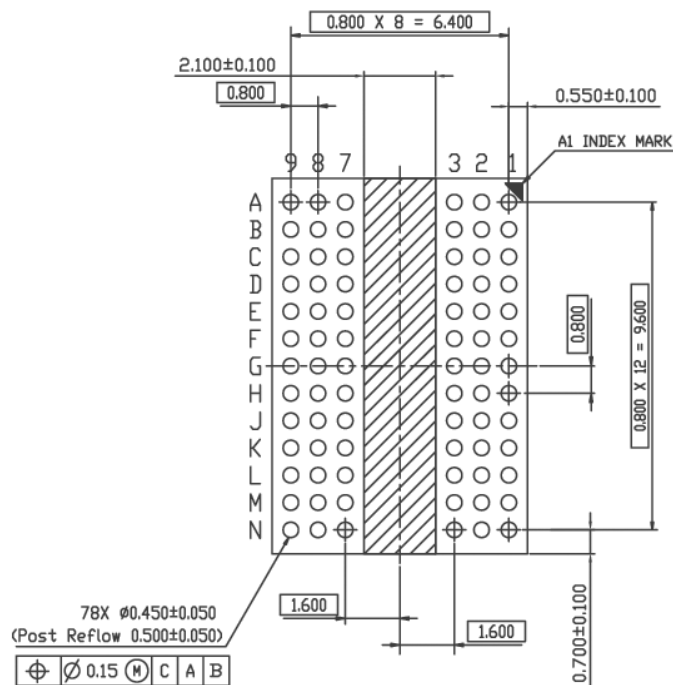 0.800 X 8 = 6.400
2.100±0.100
0.800
0.550±0.100
A1 INDEX MARK
9 8 7 3 2 1
A
B
C
D
E
F
G
H
J
K
L
M
N
0.800
0.800 X 12 = 9.600
1.600
1.600
0.700±0.100
78X ø0.450±0.050
(Post Reflow 0.500±0.050)
⌖ Ø 0.15 Ⓜ C A B